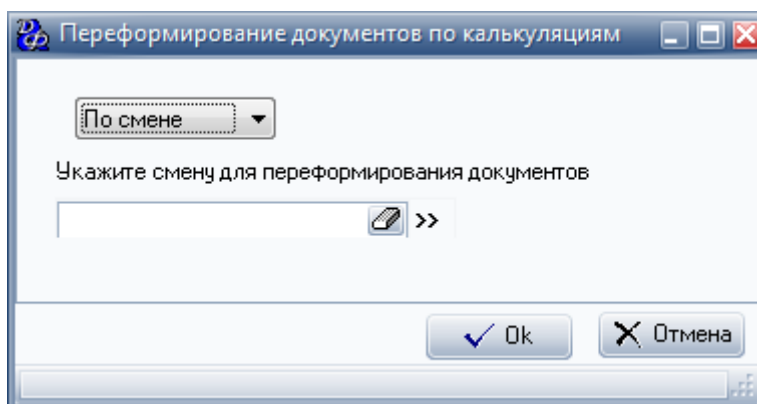 Переформирование документов по калькуляциям
По смене
Укажите смену для переформирования документов
>>
Ok
Отмена